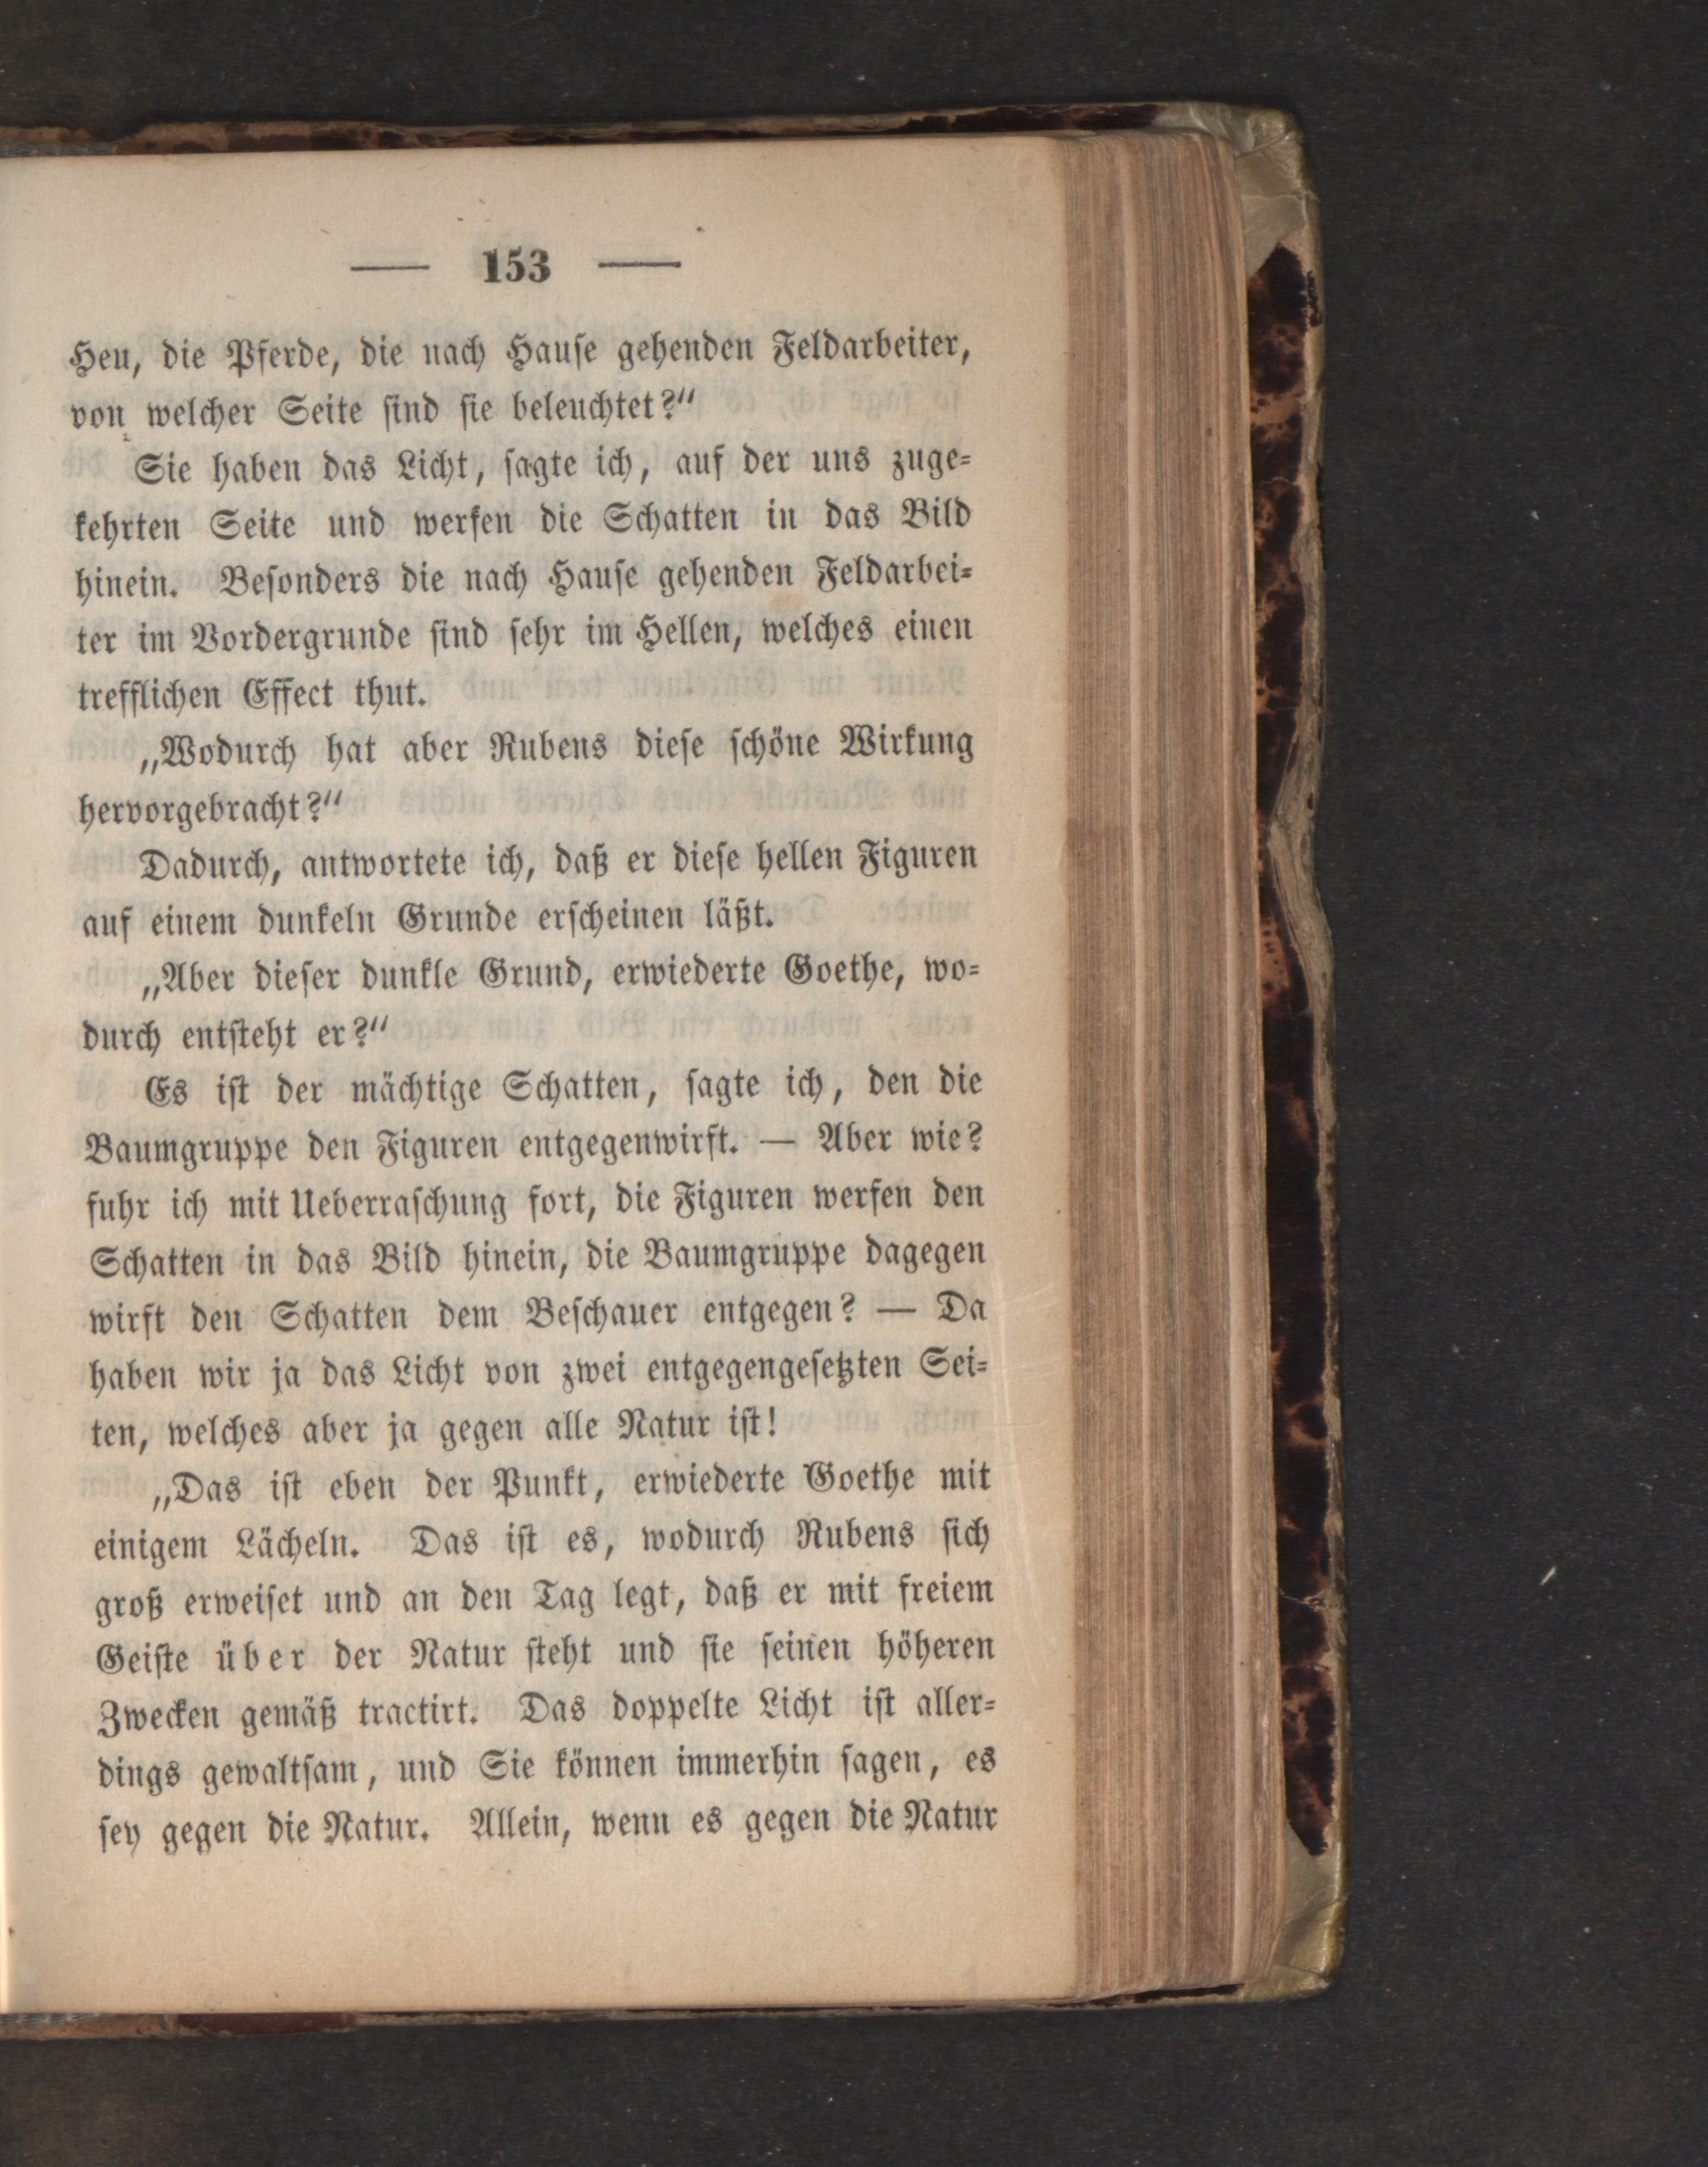 — 153 —
Heu, die Pferde, die nach Hause gehenden Feldarbeiter,
von welcher Seite sind sie beleuchtet?“
Sie haben das Licht, sagte ich, auf der uns zuge-
kehrten Seite und werfen die Schatten in das Bild
hinein. Besonders die nach Hause gehenden Feldarbei-
ter im Vordergrunde sind sehr im Hellen, welches einen
trefflichen Effect thut.
„Wodurch hat aber Rubens diese schöne Wirkung
hervorgebracht?“
Dadurch, antwortete ich, daß er diese hellen Figuren
auf einem dunkeln Grunde erscheinen läßt.
„Aber dieser dunkle Grund, erwiederte Goethe, wo-
durch entsteht er?“
Es ist der mächtige Schatten, sagte ich, den die
Baumgruppe den Figuren entgegenwirft. — Aber wie?
fuhr ich mit Ueberraschung fort, die Figuren werfen den
Schatten in das Bild hinein, die Baumgruppe dagegen
wirft den Schatten dem Beschauer entgegen? — Da
haben wir ja das Licht von zwei entgegengesetzten Sei-
ten, welches aber ja gegen alle Natur ist!
„Das ist eben der Punkt, erwiederte Goethe mit
einigem Lächeln. Das ist es, wodurch Rubens sich
groß erweiset und an den Tag legt, daß er mit freiem
Geiste über der Natur steht und sie seinen höheren
Zwecken gemäß tractirt. Das doppelte Licht ist aller-
dings gewaltsam, und Sie können immerhin sagen, es
sey gegen die Natur. Allein, wenn es gegen die Natur